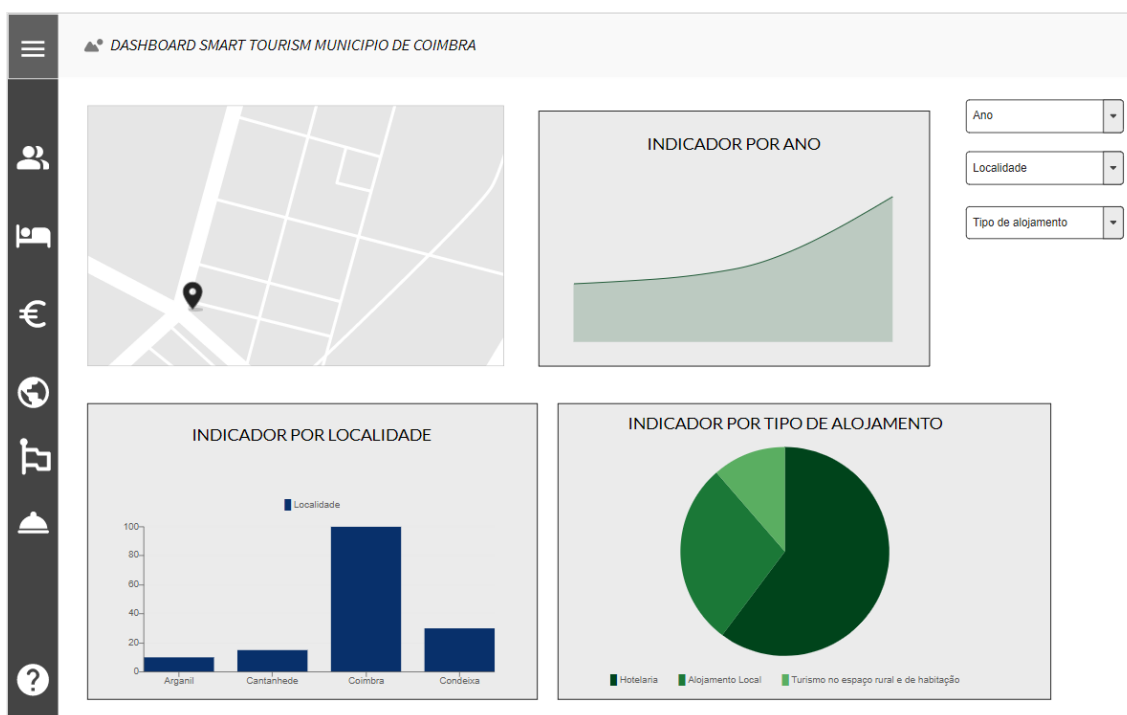 DASHBOARD SMART TOURISM MUNICIPIO DE COIMBRA
INDICADOR POR ANO
Ano
Localidade
Tipo de alojamento
€
INDICADOR POR LOCALIDADE
Localidade
100
80
60
40
20
0
Arganil Cantanhede Coimbra Condeixa
INDICADOR POR TIPO DE ALOJAMENTO
Hotelaria Alojamento Local Turismo no espaço rural e de habitação
?